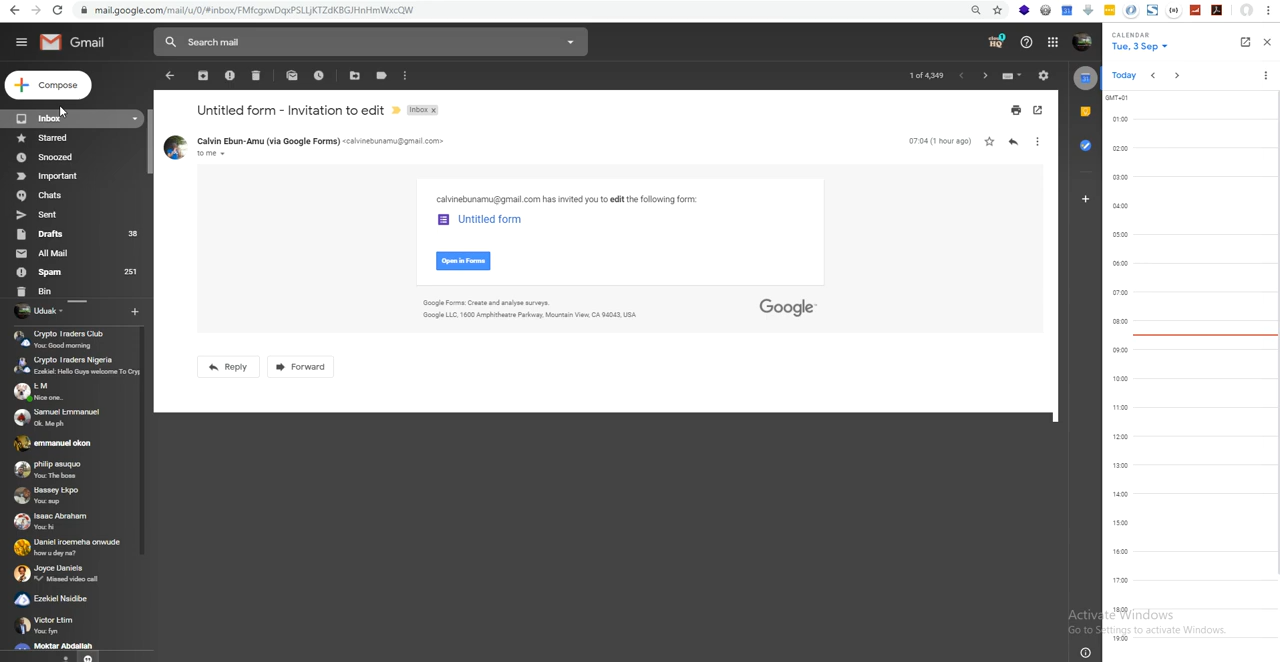 mail.google.com/mail/u/0/#inbox/FMfcgxwDqxPSLLjKTZdKBGJHnHmWxcQW
Gmail
Search mail
Compose
Inbox
Starred
Snoozed
Important
Chats
Sent
Drafts 38
All Mail
Spam 251
Bin
Uduak
Crypto Traders Club
You: Good morning
Crypto Traders Nigeria
Ezekiel: Hello Guys welcome To Cryp
E M
Nice one..
Samuel Emmanuel
Ok. Me ph
emmanuel okon
philip asuquo
You: The boss
Bassey Ekpo
You: sup
Isaac Abraham
You: hi
Daniel iroemeha onwude
how u dey na?
Joyce Daniels
Missed video call
Ezekiel Nsidibe
Victor Etim
You: fyn
Moktar Abdallah
1 of 4,349
Untitled form - Invitation to edit
Inbox x
Calvin Ebun-Amu (via Google Forms) <calvinebunamu@gmail.com>
07:04 (1 hour ago)
to me
calvinebunamu@gmail.com has invited you to edit the following form:
Untitled form
Open in Forms
Google Forms: Create and analyse surveys.
Google LLC, 1600 Amphitheatre Parkway, Mountain View, CA 94043, USA
Google
Reply
Forward
CALENDAR
Tue, 3 Sep
Today
GMT+01
01:00
02:00
03:00
04:00
05:00
06:00
07:00
08:00
09:00
10:00
11:00
12:00
13:00
14:00
15:00
16:00
17:00
18:00
19:00
Activate Windows
Go to Settings to activate Windows.